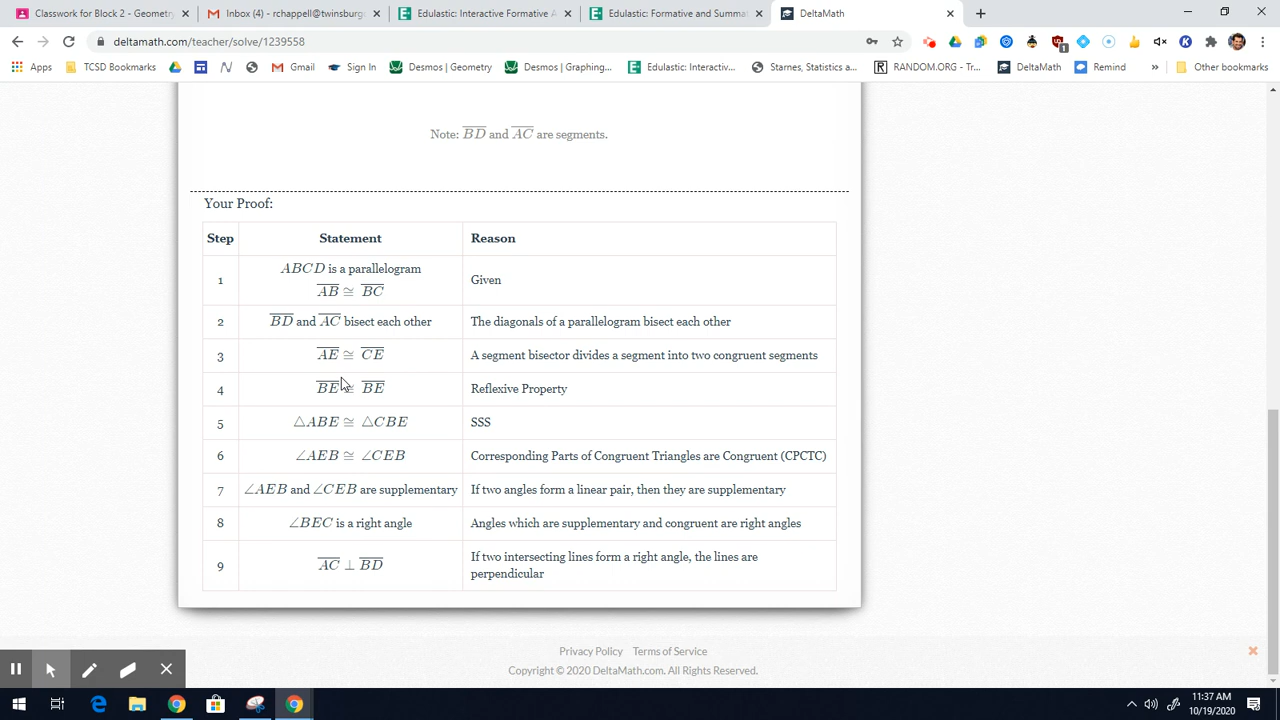 Classwork for Block 2 - Geometry
Inbox (4) - rchappell@twinsburg
Edulastic Interactive Formative A
Edulastic: Formative and Summat
DeltaMath
deltamath.com/teacher/solve/1239558
Apps
TCSD Bookmarks
Gmail
Sign In
Desmos | Geometry
Desmos | Graphing...
Edulastic: Interactiv...
Starnes, Statistics a...
RANDOM.ORG - Tr...
DeltaMath
Remind
»
Other bookmarks
Note: BD and AC are segments.
Your Proof:
Step Statement Reason
1 ABCD is a parallelogram
AB ≅ BC
Given
2 BD and AC bisect each other The diagonals of a parallelogram bisect each other
3 AE ≅ CE A segment bisector divides a segment into two congruent segments
4 BE ≅ BE Reflexive Property
5 △ABE ≅ △CBE SSS
6 ∠AEB ≅ ∠CEB Corresponding Parts of Congruent Triangles are Congruent (CPCTC)
7 ∠AEB and ∠CEB are supplementary If two angles form a linear pair, then they are supplementary
8 ∠BEC is a right angle Angles which are supplementary and congruent are right angles
9 AC ⊥ BD If two intersecting lines form a right angle, the lines are
perpendicular
Privacy Policy Terms of Service
Copyright © 2020 DeltaMath.com. All Rights Reserved.
11:37 AM
10/19/2020